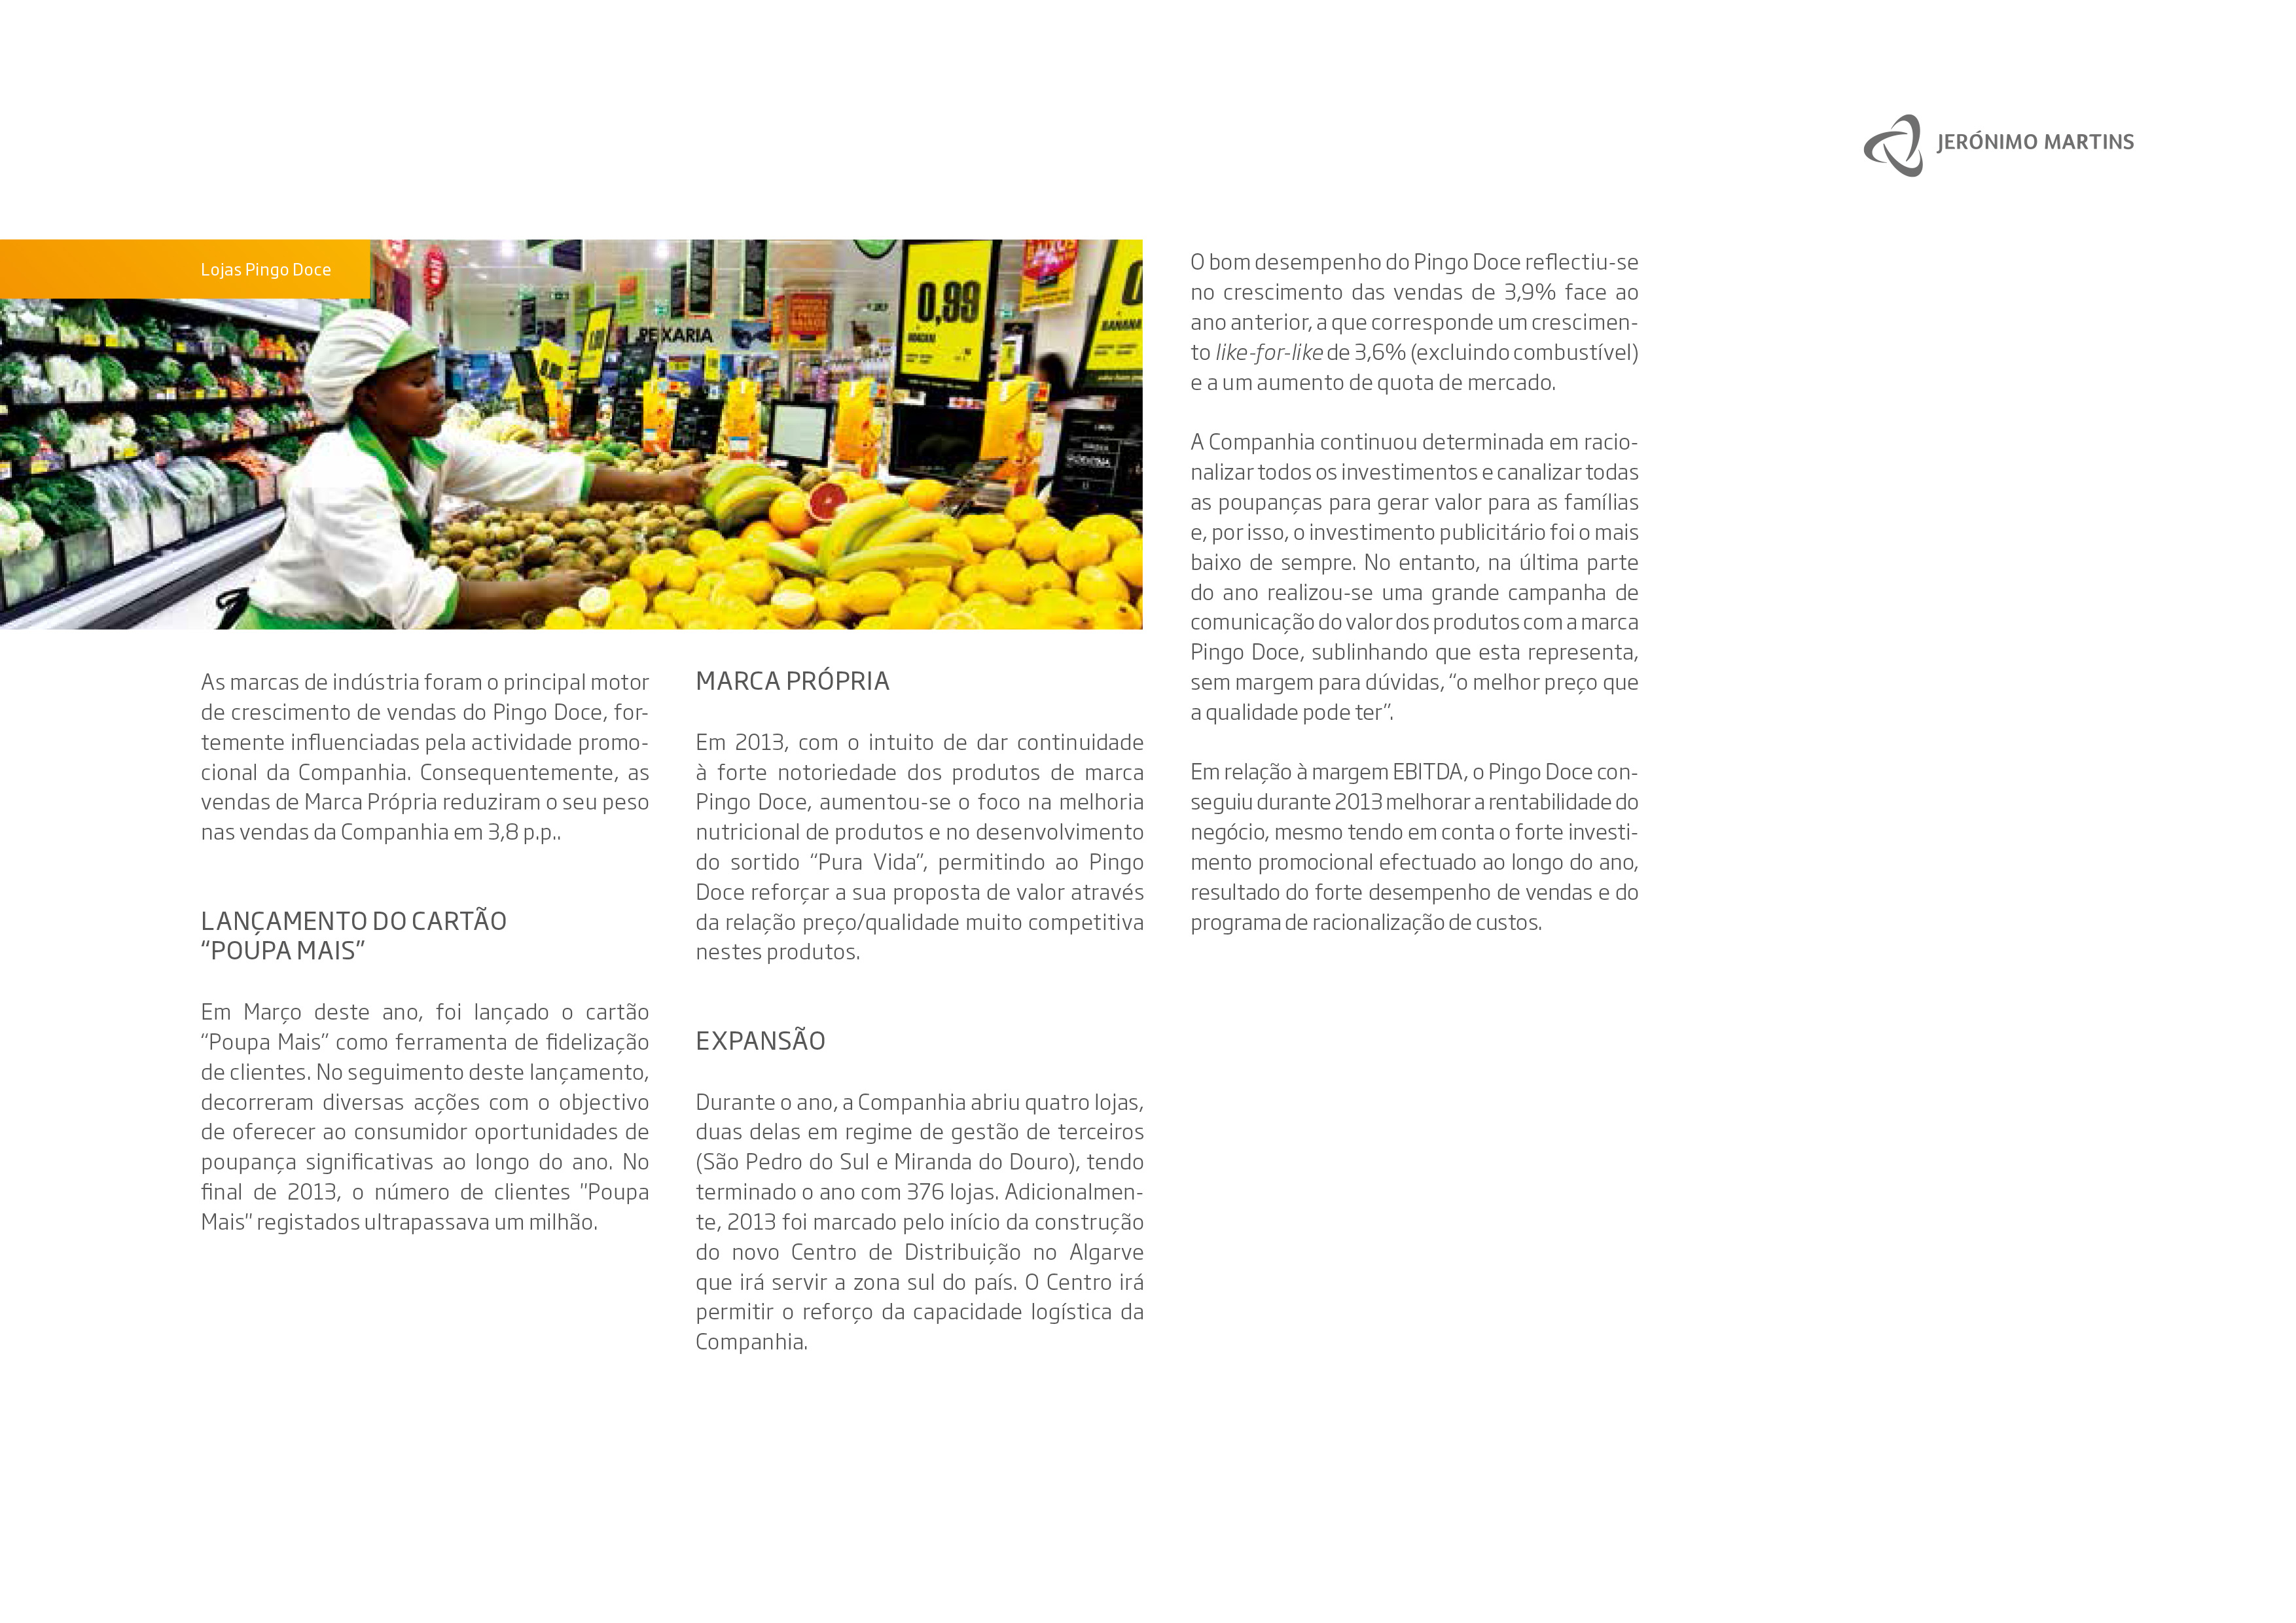 JERÓNIMO MARTINS
Lojas Pingo Doce
PEIXARIA
0,99
As marcas de indústria foram o principal motor
de crescimento de vendas do Pingo Doce, for-
temente influenciadas pela actividade promo-
cional da Companhia. Consequentemente, as
vendas de Marca Própria reduziram o seu peso
nas vendas da Companhia em 3,8 p.p..
LANÇAMENTO DO CARTÃO
“POUPA MAIS”
Em Março deste ano, foi lançado o cartão
“Poupa Mais” como ferramenta de fidelização
de clientes. No seguimento deste lançamento,
decorreram diversas acções com o objectivo
de oferecer ao consumidor oportunidades de
poupança significativas ao longo do ano. No
final de 2013, o número de clientes "Poupa
Mais" registados ultrapassava um milhão.
MARCA PRÓPRIA
Em 2013, com o intuito de dar continuidade
à forte notoriedade dos produtos de marca
Pingo Doce, aumentou-se o foco na melhoria
nutricional de produtos e no desenvolvimento
do sortido “Pura Vida”, permitindo ao Pingo
Doce reforçar a sua proposta de valor através
da relação preço/qualidade muito competitiva
nestes produtos.
EXPANSÃO
Durante o ano, a Companhia abriu quatro lojas,
duas delas em regime de gestão de terceiros
(São Pedro do Sul e Miranda do Douro), tendo
terminado o ano com 376 lojas. Adicionalmen-
te, 2013 foi marcado pelo início da construção
do novo Centro de Distribuição no Algarve
que irá servir a zona sul do país. O Centro irá
permitir o reforço da capacidade logística da
Companhia.
O bom desempenho do Pingo Doce reflectiu-se
no crescimento das vendas de 3,9% face ao
ano anterior, a que corresponde um crescimen-
to like-for-like de 3,6% (excluindo combustível)
e a um aumento de quota de mercado.
A Companhia continuou determinada em racio-
nalizar todos os investimentos e canalizar todas
as poupanças para gerar valor para as famílias
e, por isso, o investimento publicitário foi o mais
baixo de sempre. No entanto, na última parte
do ano realizou-se uma grande campanha de
comunicação do valor dos produtos com a marca
Pingo Doce, sublinhando que esta representa,
sem margem para dúvidas, “o melhor preço que
a qualidade pode ter”.
Em relação à margem EBITDA, o Pingo Doce con-
seguiu durante 2013 melhorar a rentabilidade do
negócio, mesmo tendo em conta o forte investi-
mento promocional efectuado ao longo do ano,
resultado do forte desempenho de vendas e do
programa de racionalização de custos.